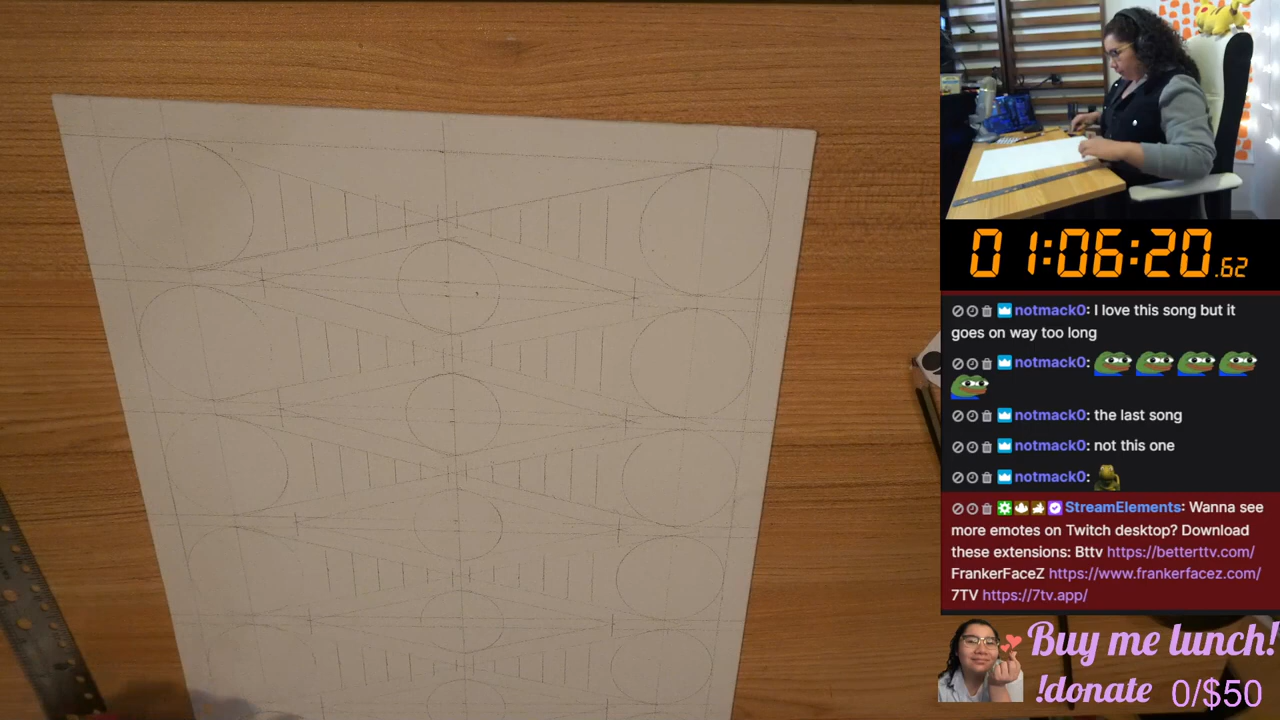 01:06:20.62
notmack0: I love this song but it
goes on way too long
notmack0:
notmack0: the last song
notmack0: not this one
notmack0:
StreamElements: Wanna see
more emotes on Twitch desktop? Download
these extensions: Bttv https://betterttv.com/
FrankerFaceZ https://www.frankerfacez.com/
7TV https://7tv.app/
Buy me lunch!
!donate 0/$50